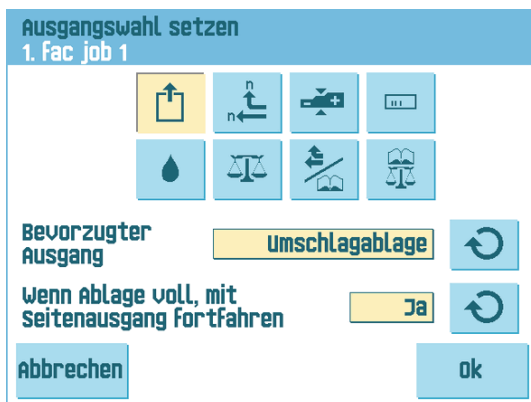 Ausgangswahl setzen
1. Fac job 1
n
n
Bevorzugter
Ausgang
Umschlagablage
Wenn Ablage voll, mit
Seitenausgang fortfahren
Ja
Abbrechen
Ok